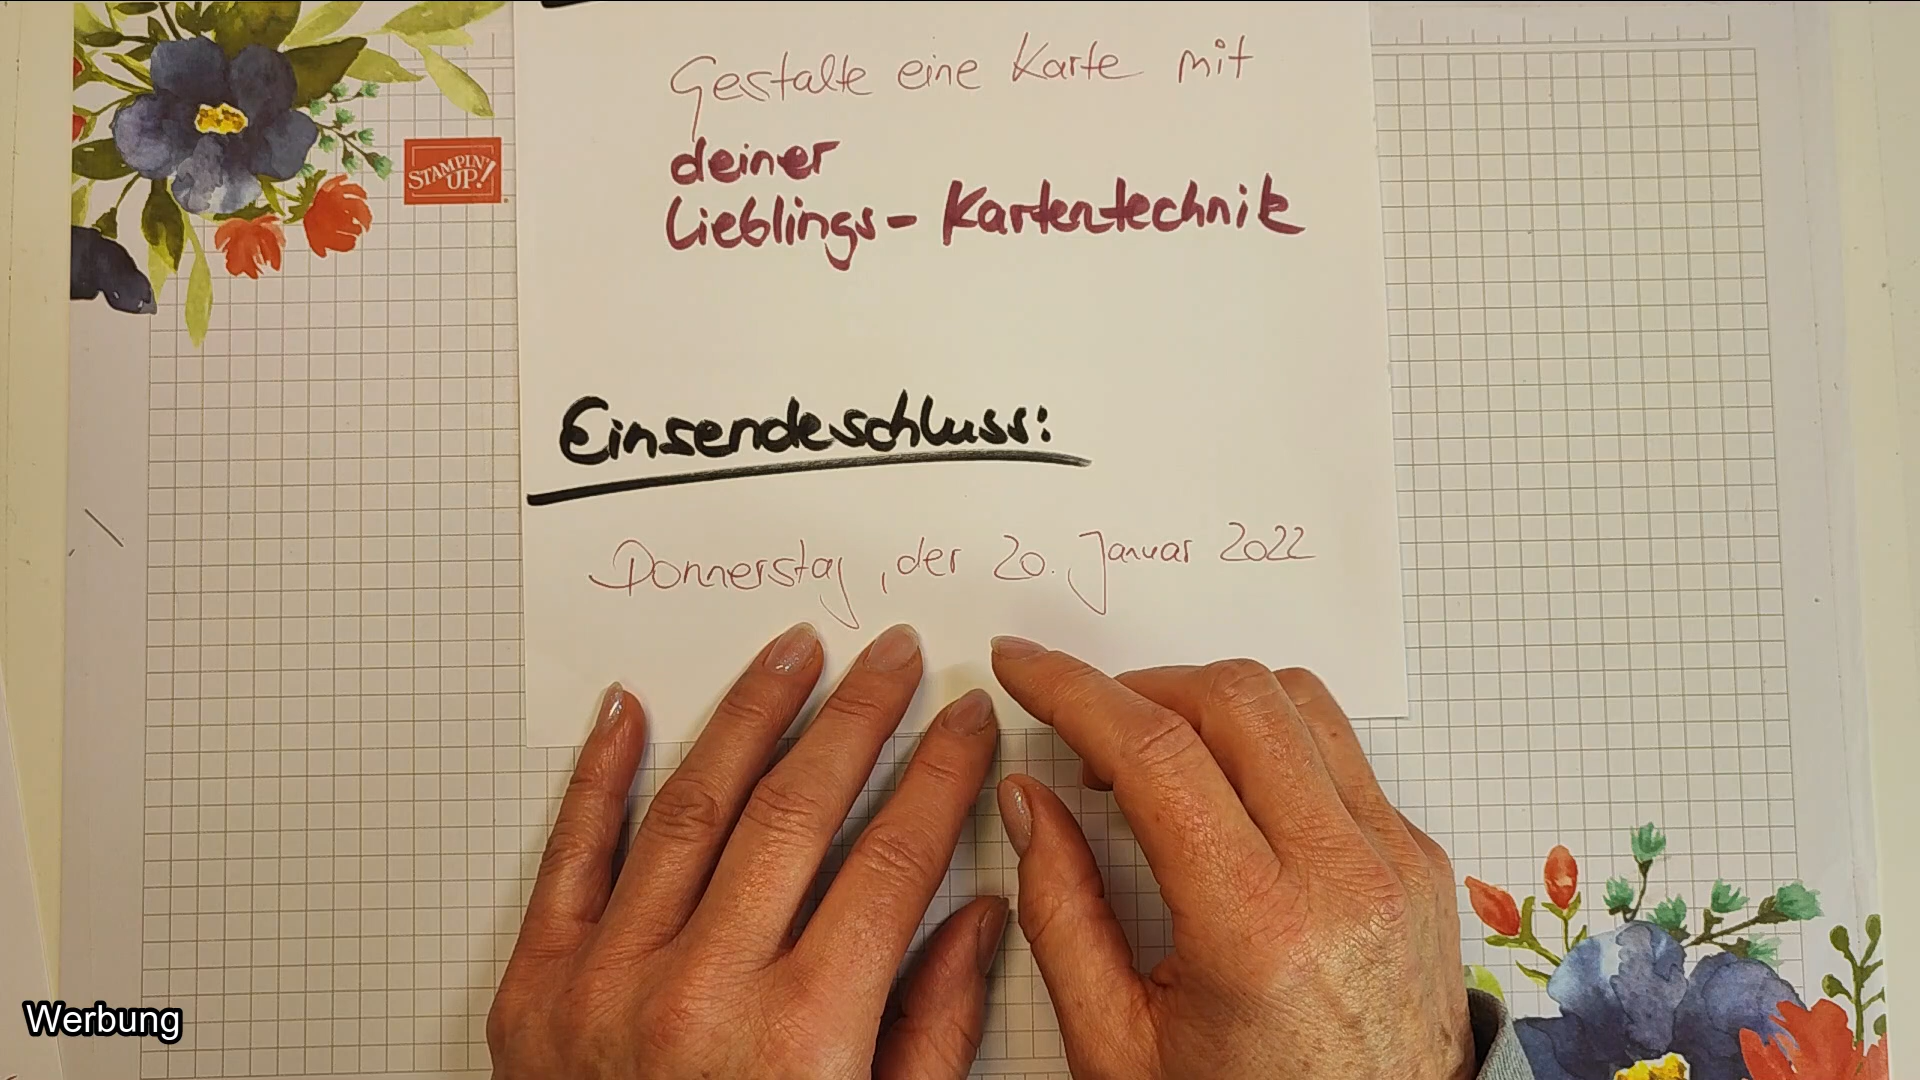 Gestalte eine Karte mit
deiner
Lieblings-Kartentechnik
STAMPIN'
UP!
Einsendeschluss:
Donnerstag, der 20. Januar 2022
Werbung